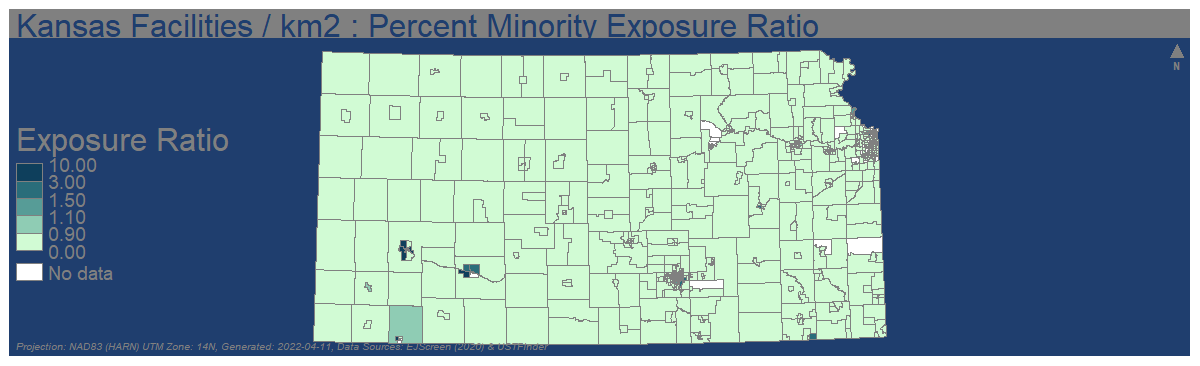 Kansas Facilities / km2 : Percent Minority Exposure Ratio
N
Exposure Ratio
10.00
3.00
1.50
1.10
0.90
0.00
No data
Projection: NAD83 (HARN) UTM Zone: 14N, Generated: 2022-04-11, Data Sources: EJScreen (2020) & USTFinder